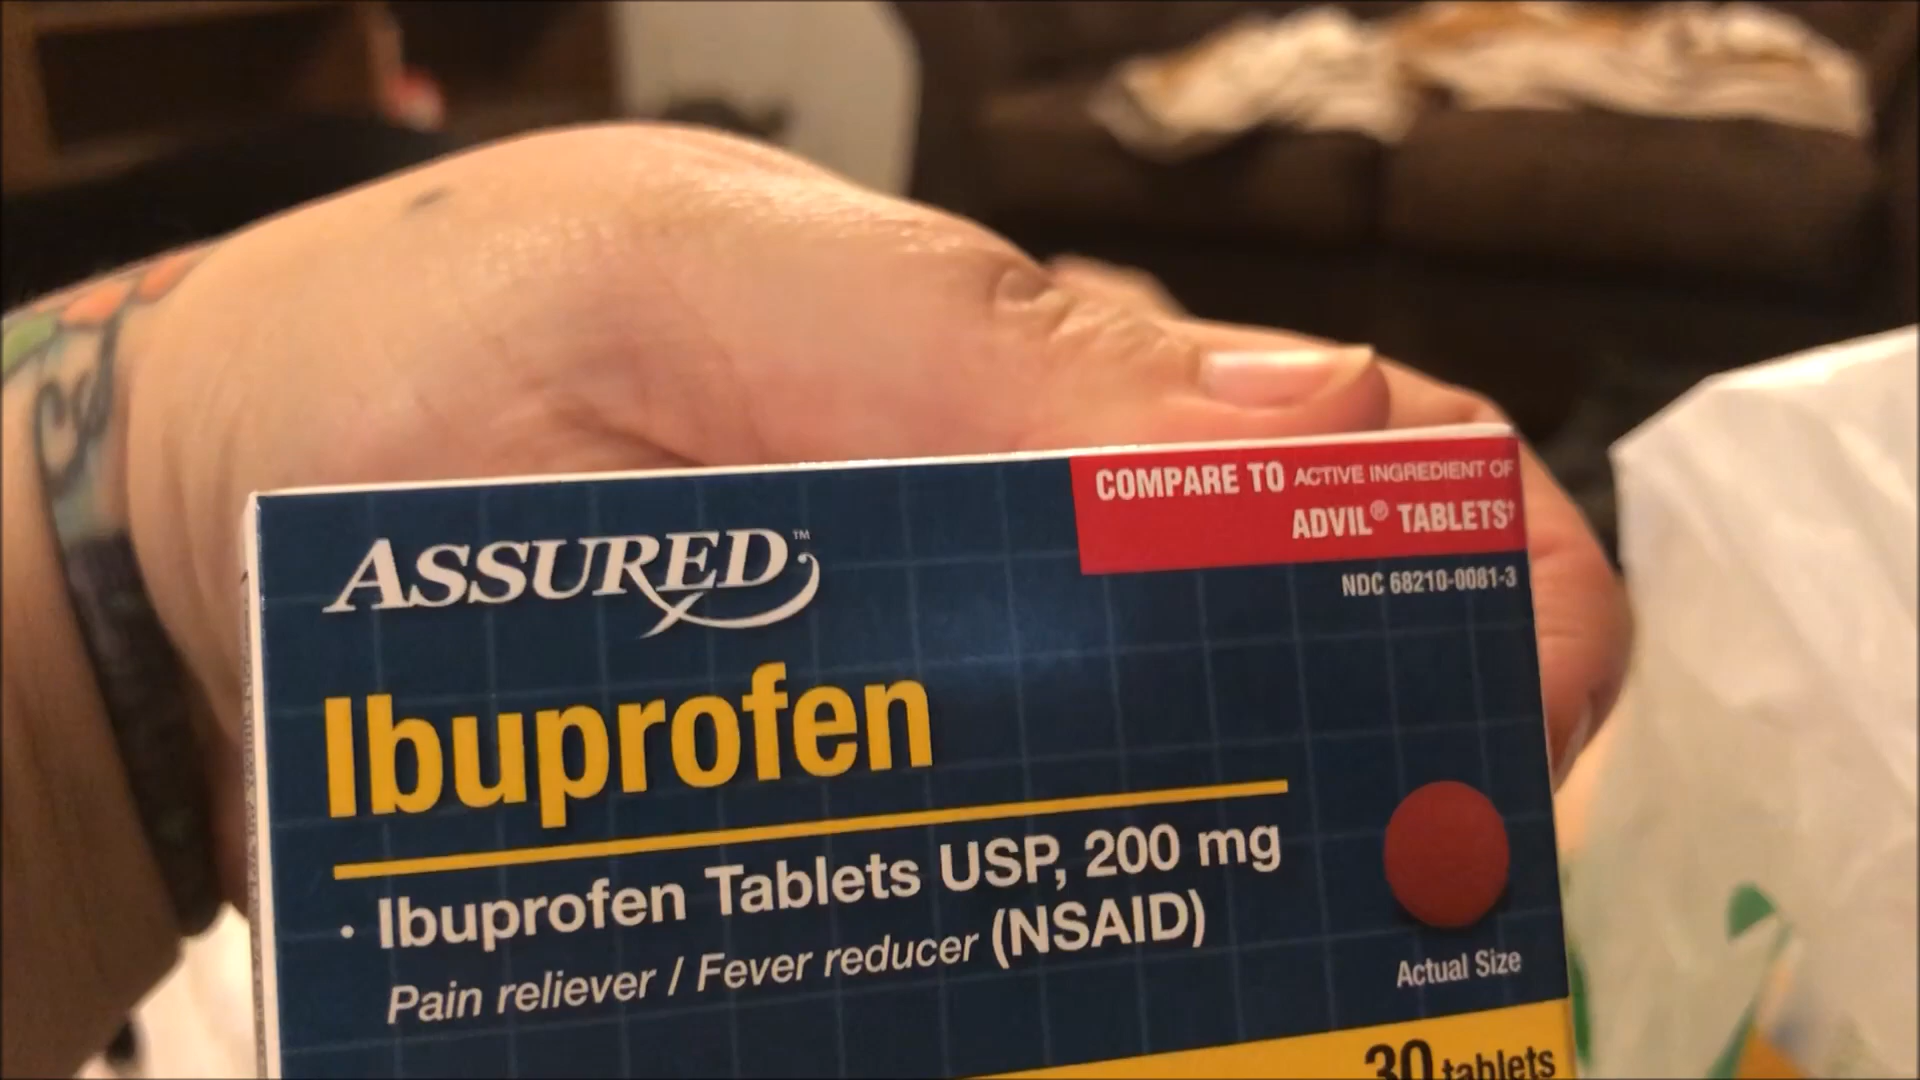 ASSURED™
COMPARE TO ACTIVE INGREDIENT OF
ADVIL® TABLETS†
NDC 68210-0081-3
Ibuprofen
· Ibuprofen Tablets USP, 200 mg
Pain reliever / Fever reducer (NSAID)
Actual Size
30 tablets